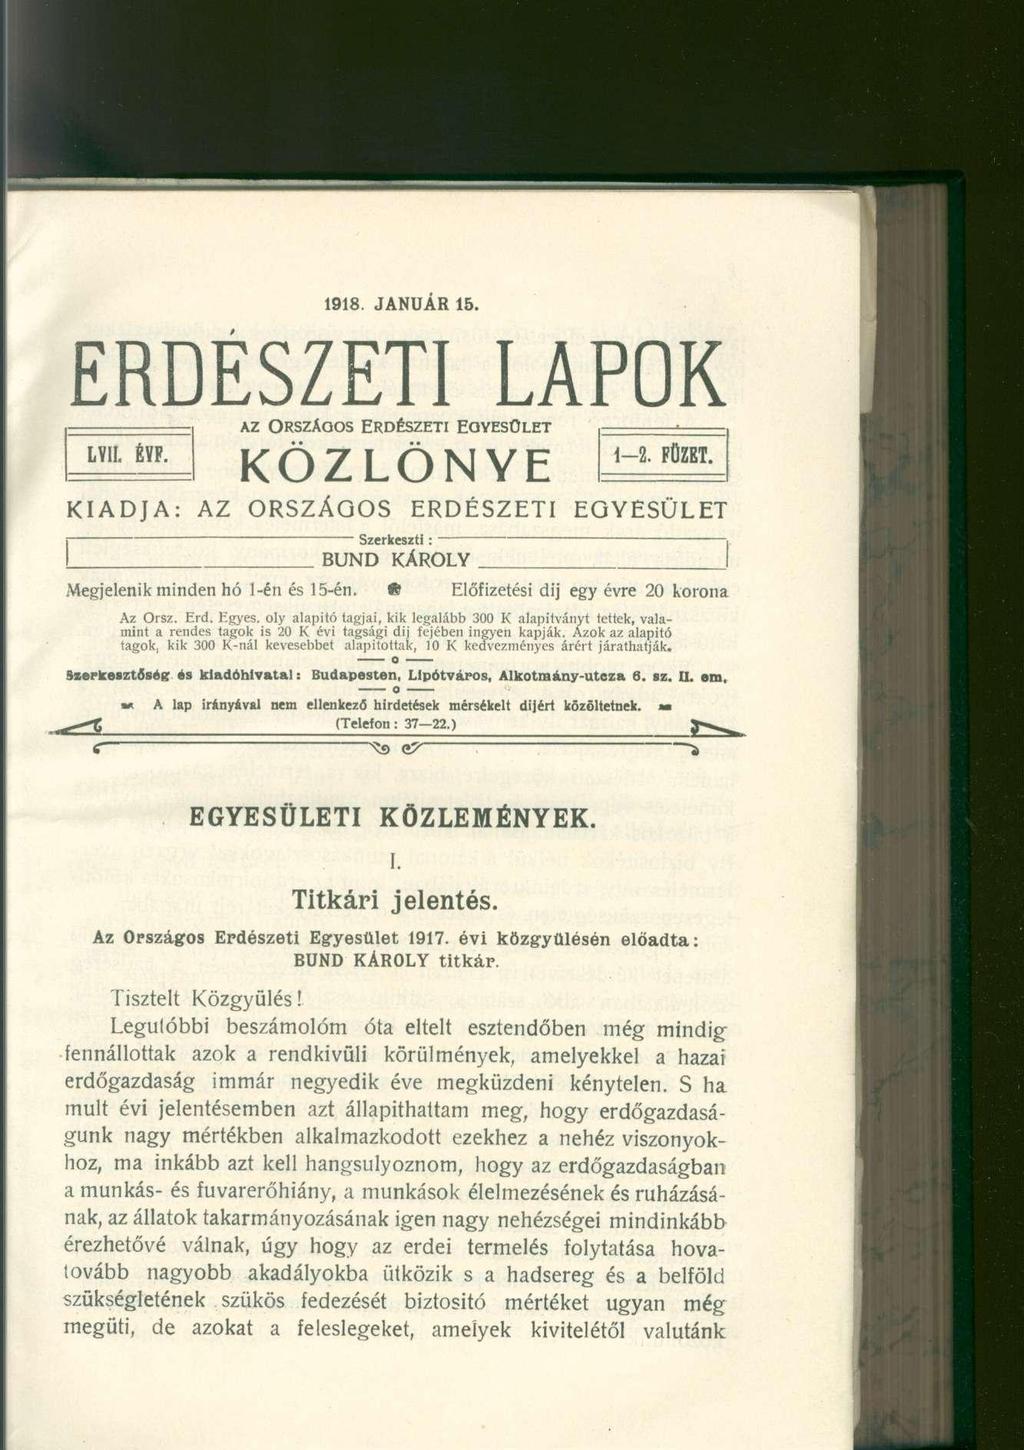 1918. JANUÁR 15.
ERDÉSZETI LAPOK
AZ ORSZÁGOS ERDÉSZETI EGYESÜLET
LVII. ÉVF.
KÖZLÖNYE
1—2. FÜZET.
KIADJA: AZ ORSZÁGOS ERDÉSZETI EGYESÜLET
Szerkeszti:
BUND KÁROLY
Megjelenik minden hó 1-én és 15-én.
Előfizetési dij egy évre 20 korona
Az Orsz. Erd. Egyes. oly alapitó tagjai, kik legalább 300 K alapitványt tettek, vala-
mint a rendes tagok is 20 K évi tagsági dij fejében ingyen kapják. Azok az alapitó
tagok, kik 300 K-nál kevesebbet alapitottak, 10 K kedvezményes árért járathatják.
Szerkesztőség és kiadóhivatal: Budapesten, Lipótváros, Alkotmány-utcza 6. sz. II. em.
A lap irányával nem ellenkező hirdetések mérsékelt dijért közöltetnek.
(Telefon: 37—22.)
EGYESÜLETI KÖZLEMÉNYEK.
I.
Titkári jelentés.
Az Országos Erdészeti Egyesület 1917. évi közgyülésén előadta:
BUND KÁROLY titkár.
Tisztelt Közgyülés!
Legutóbbi beszámolóm óta eltelt esztendőben még mindig
fennállottak azok a rendkivüli körülmények, amelyekkel a hazai
erdőgazdaság immár negyedik éve megküzdeni kénytelen. S ha
mult évi jelentésemben azt állapithattam meg, hogy erdőgazdasá-
gunk nagy mértékben alkalmazkodott ezekhez a nehéz viszonyok-
hoz, ma inkább azt kell hangsulyoznom, hogy az erdőgazdaságban
a munkás- és fuvarerőhiány, a munkások élelmezésének és ruházásá-
nak, az állatok takarmányozásának igen nagy nehézségei mindinkább
érezhetővé válnak, úgy hogy az erdei termelés folytatása hova-
tovább nagyobb akadályokba ütközik s a hadsereg és a belföld
szükségletének szükös fedezését biztositó mértéket ugyan még
megüti, de azokat a feleslegeket, amelyek kivitelétől valutánk